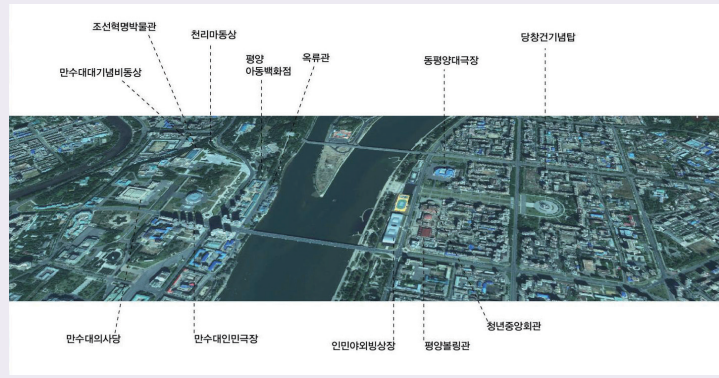 조선혁명박물관
천리마동상
만수대대기념비동상
평양
아동백화점
옥류관
동평양대극장
당창건기념탑
만수대의사당
만수대인민극장
인민야외빙상장
평양볼링관
청년중앙회관